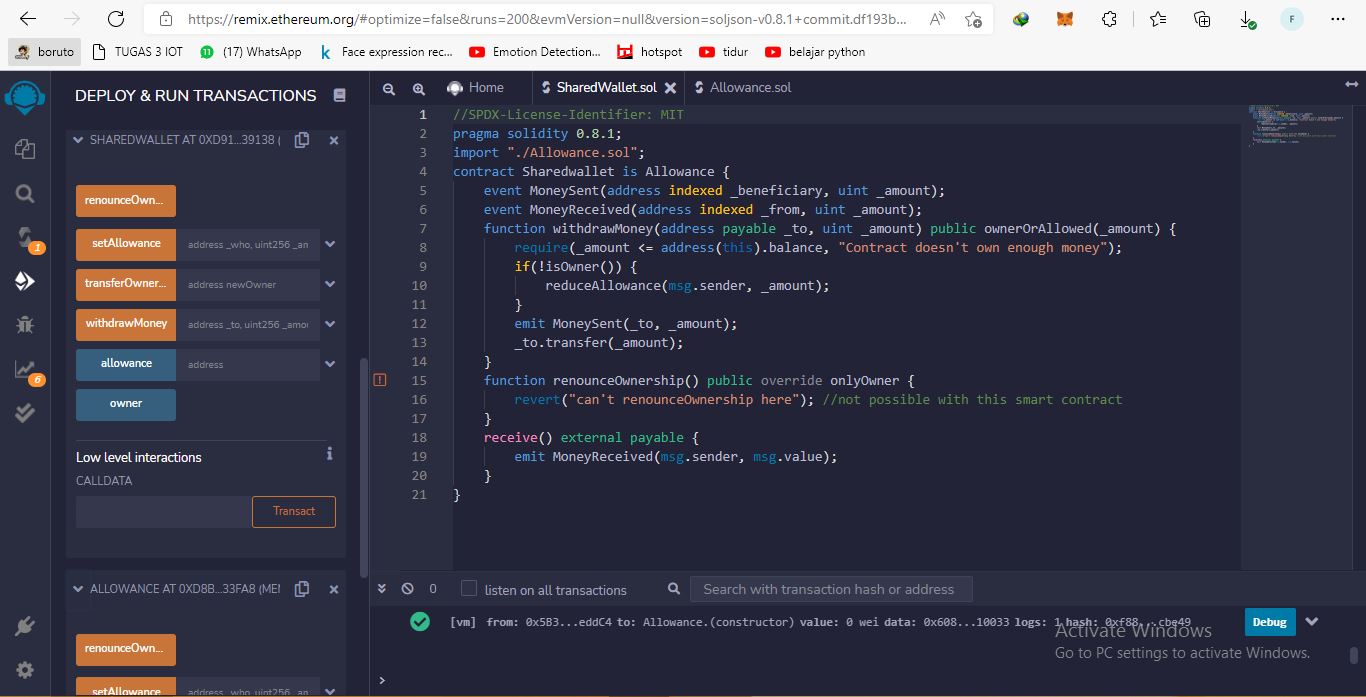 https://remix.ethereum.org/#optimize=false&runs=200&evmVersion=null&version=soljson-v0.8.1+commit.df193b...
F
boruto
TUGAS 3 IOT
11
(17) WhatsApp
Face expression rec...
Emotion Detection...
hotspot
tidur
belajar python
DEPLOY & RUN TRANSACTIONS
SHAREDWALLET AT 0XD91...39138 (
renounceOwn...
setAllowance
address _who, uint256 _an
transferOwner...
address newOwner
withdrawMoney
address _to, uint256 _amou
allowance
address
owner
Low level interactions
CALLDATA
Transact
ALLOWANCE AT 0XD8B...33FA8 (MEI
renounceOwn...
setAllowance
address _who, uint256 _an
1
6
Home
SharedWallet.sol
Allowance.sol
1 //SPDX-License-Identifier: MIT
2 pragma solidity 0.8.1;
3 import "./Allowance.sol";
4 contract Sharedwallet is Allowance {
5 event MoneySent(address indexed _beneficiary, uint _amount);
6 event MoneyReceived(address indexed _from, uint _amount);
7 function withdrawMoney(address payable _to, uint _amount) public ownerOrAllowed(_amount) {
8 require(_amount <= address(this).balance, "Contract doesn't own enough money");
9 if(!isOwner()) {
10 reduceAllowance(msg.sender, _amount);
11 }
12 emit MoneySent(_to, _amount);
13 _to.transfer(_amount);
14 }
15 function renounceOwnership() public override onlyOwner {
16 revert("can't renounceOwnership here"); //not possible with this smart contract
17 }
18 receive() external payable {
19 emit MoneyReceived(msg.sender, msg.value);
20 }
21 }
0
listen on all transactions
Search with transaction hash or address
[vm] from: 0x5B3...eddC4 to: Allowance.(constructor) value: 0 wei data: 0x608...10033 logs: 1 hash: 0xf88...cbe49
Debug
>
Activate Windows
Go to PC settings to activate Windows.